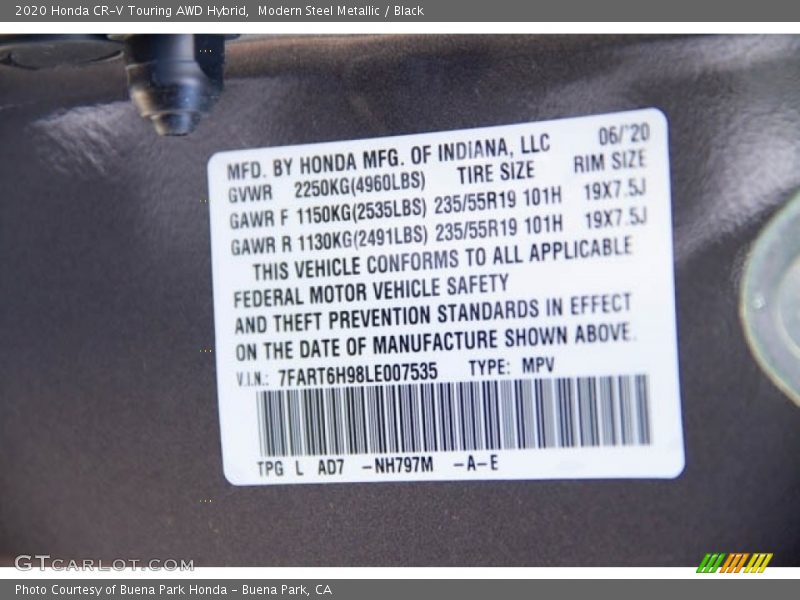 2020 Honda CR-V Touring AWD Hybrid,  Modern Steel Metallic / Black
06/'20
MFD. BY HONDA MFG. OF INDIANA, LLC
GVWR 2250KG(4960LBS) TIRE SIZE RIM SIZE
GAWR F 1150KG(2535LBS) 235/55R19 101H 19X7.5J
GAWR R 1130KG(2491LBS) 235/55R19 101H 19X7.5J
THIS VEHICLE CONFORMS TO ALL APPLICABLE
FEDERAL MOTOR VEHICLE SAFETY
AND THEFT PREVENTION STANDARDS IN EFFECT
ON THE DATE OF MANUFACTURE SHOWN ABOVE.
V.I.N.: 7FART6H98LE007535 TYPE: MPV
TPG L AD7 -NH797M -A-E
GTCARLOT.COM
Photo Courtesy of Buena Park Honda - Buena Park, CA